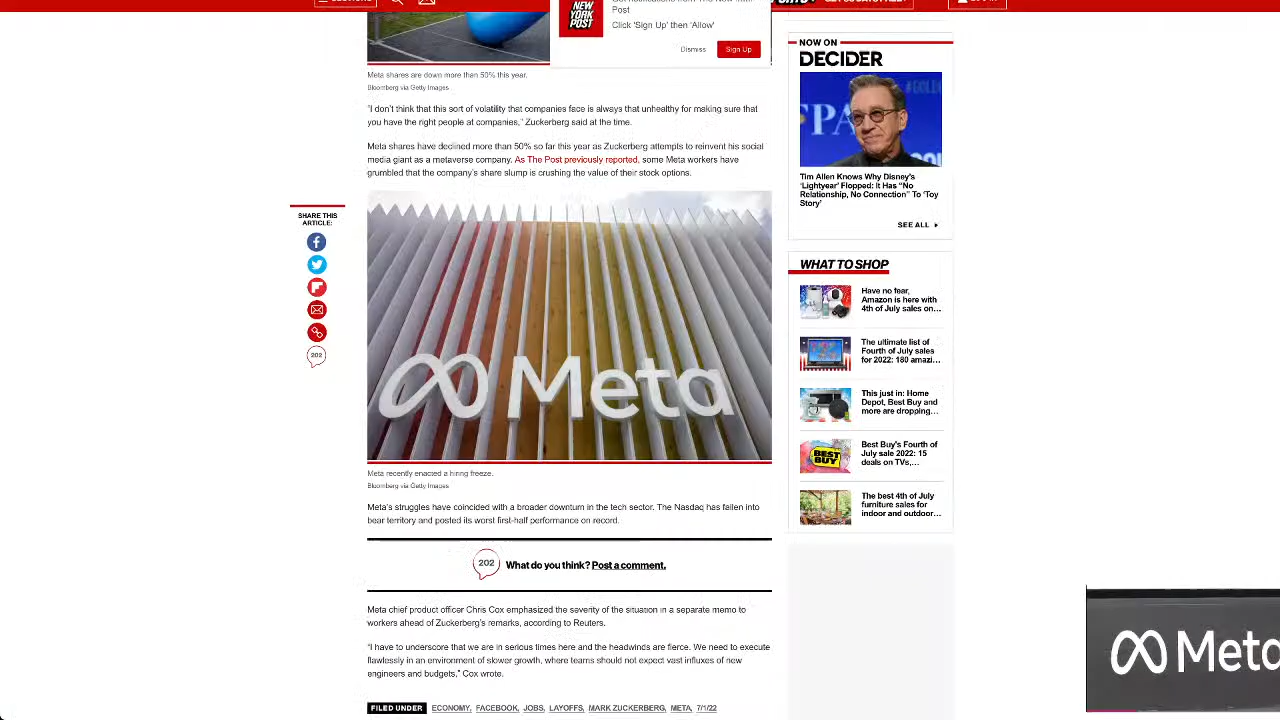 NEW
YORK
POST
Post
Click 'Sign Up' then 'Allow'
Dismiss
Sign Up
Meta shares are down more than 50% this year.
Bloomberg via Getty Images
"I don't think that this sort of volatility that companies face is always that unhealthy for making sure that
you have the right people at companies," Zuckerberg said at the time.
Meta shares have declined more than 50% so far this year as Zuckerberg attempts to reinvent his social
media giant as a metaverse company. As The Post previously reported, some Meta workers have
grumbled that the company's share slump is crushing the value of their stock options.
SHARE THIS
ARTICLE:
202
Meta
Meta recently enacted a hiring freeze.
Bloomberg via Getty Images
Meta's struggles have coincided with a broader downturn in the tech sector. The Nasdaq has fallen into
bear territory and posted its worst first-half performance on record.
202
What do you think? Post a comment.
Meta chief product officer Chris Cox emphasized the severity of the situation in a separate memo to
workers ahead of Zuckerberg's remarks, according to Reuters.
"I have to underscore that we are in serious times here and the headwinds are fierce. We need to execute
flawlessly in an environment of slower growth, where teams should not expect vast influxes of new
engineers and budgets," Cox wrote.
FILED UNDER ECONOMY, FACEBOOK, JOBS, LAYOFFS, MARK ZUCKERBERG, META, 7/1/22
NOW ON
DECIDER
Tim Allen Knows Why Disney's
'Lightyear' Flopped: It Has "No
Relationship, No Connection" To 'Toy
Story'
SEE ALL
WHAT TO SHOP
Have no fear,
Amazon is here with
4th of July sales on...
The ultimate list of
Fourth of July sales
for 2022: 180 amazi...
This just in: Home
Depot, Best Buy and
more are dropping...
BEST
BUY
Best Buy's Fourth of
July sale 2022: 15
deals on TVs,...
The best 4th of July
furniture sales for
indoor and outdoor...
Meta